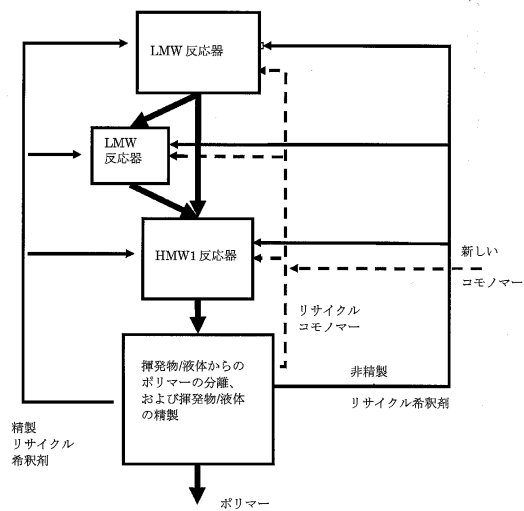 LMW 反応器
LMW
反応器
HMW1 反応器
新しい
コモノマー
リサイクル
コモノマー
揮発物/液体からの
ポリマーの分離、
および揮発物/液体
の精製
非精製
リサイクル希釈剤
精製
リサイクル
希釈剤
ポリマー